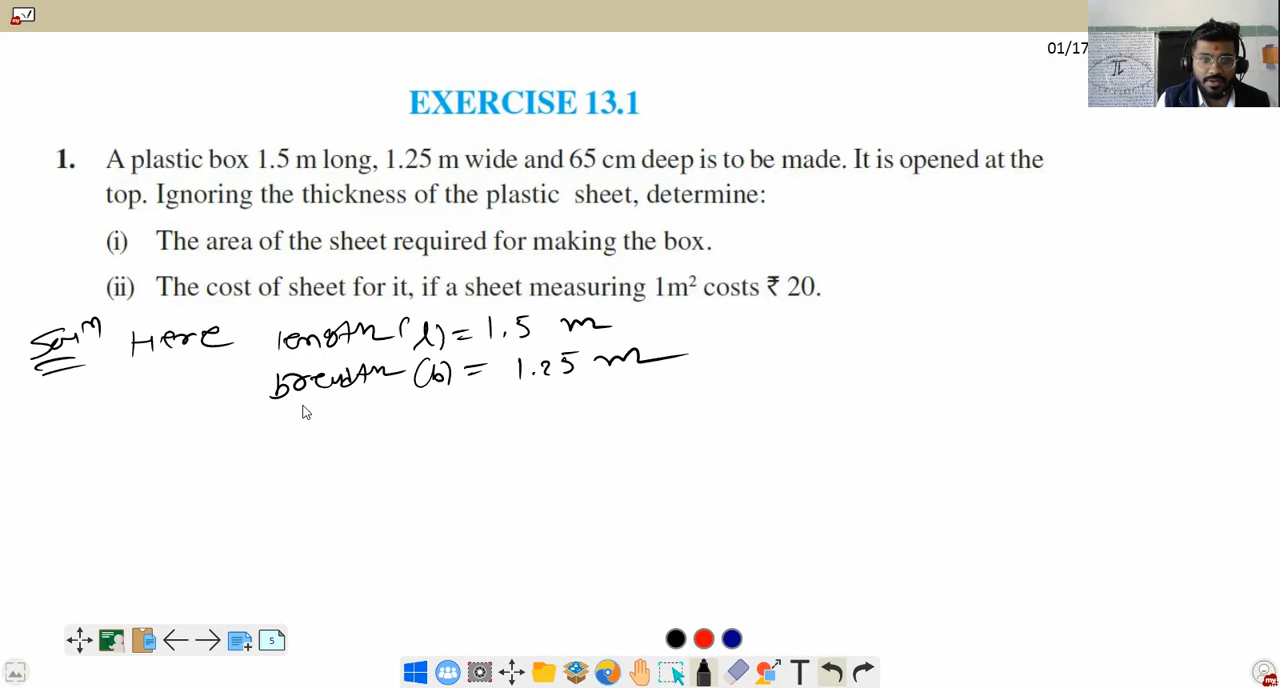 01/17
EXERCISE 13.1
1. A plastic box 1.5 m long, 1.25 m wide and 65 cm deep is to be made. It is opened at the
top. Ignoring the thickness of the plastic sheet, determine:
(i) The area of the sheet required for making the box.
(ii) The cost of sheet for it, if a sheet measuring 1m² costs ₹ 20.
Soln Here length (l) = 1.5 m
breadth (b) = 1.25 m
5
T